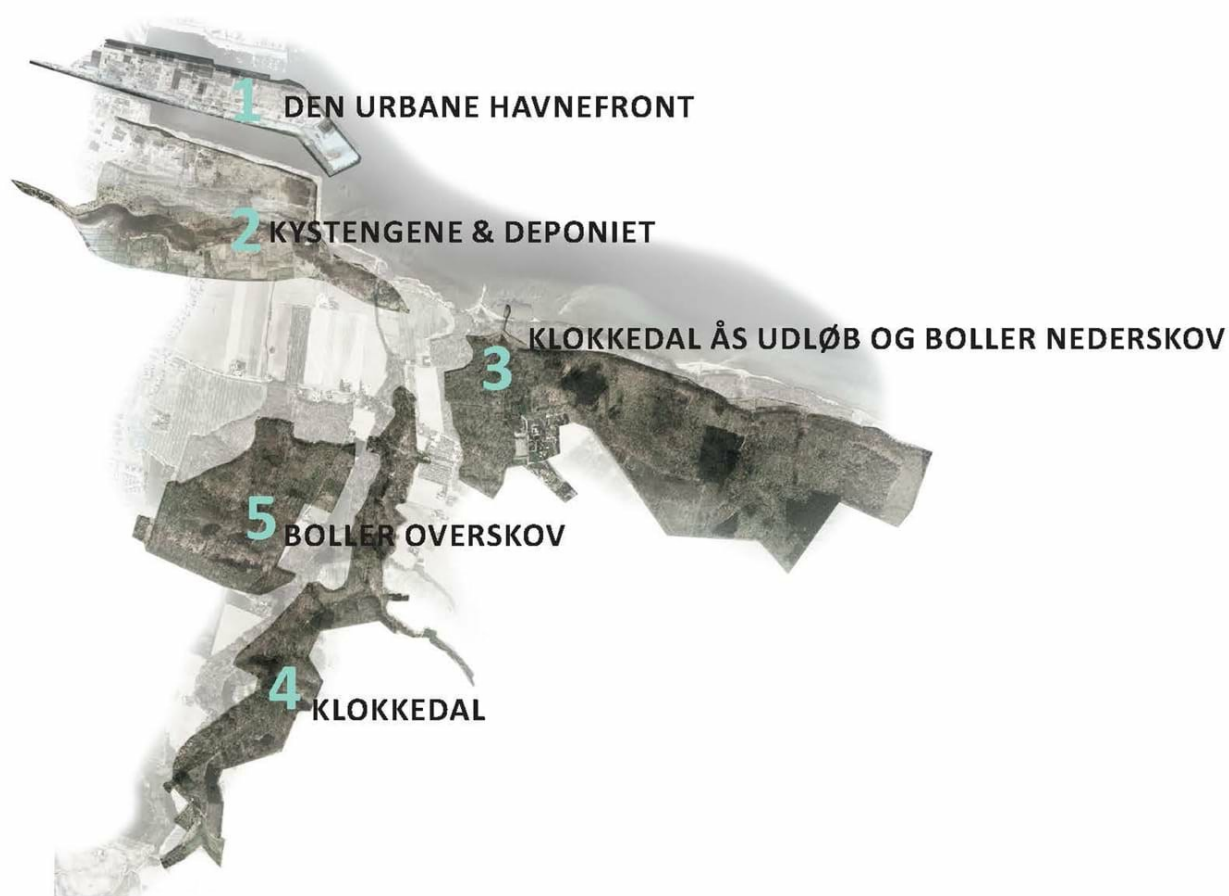 1 DEN URBANE HAVNEFRONT
2 KYSTENGENE & DEPONIET
3 KLOKKEDAL ÅS UDLØB OG BOLLER NEDERSKOV
5 BOLLER OVERSKOV
4 KLOKKEDAL